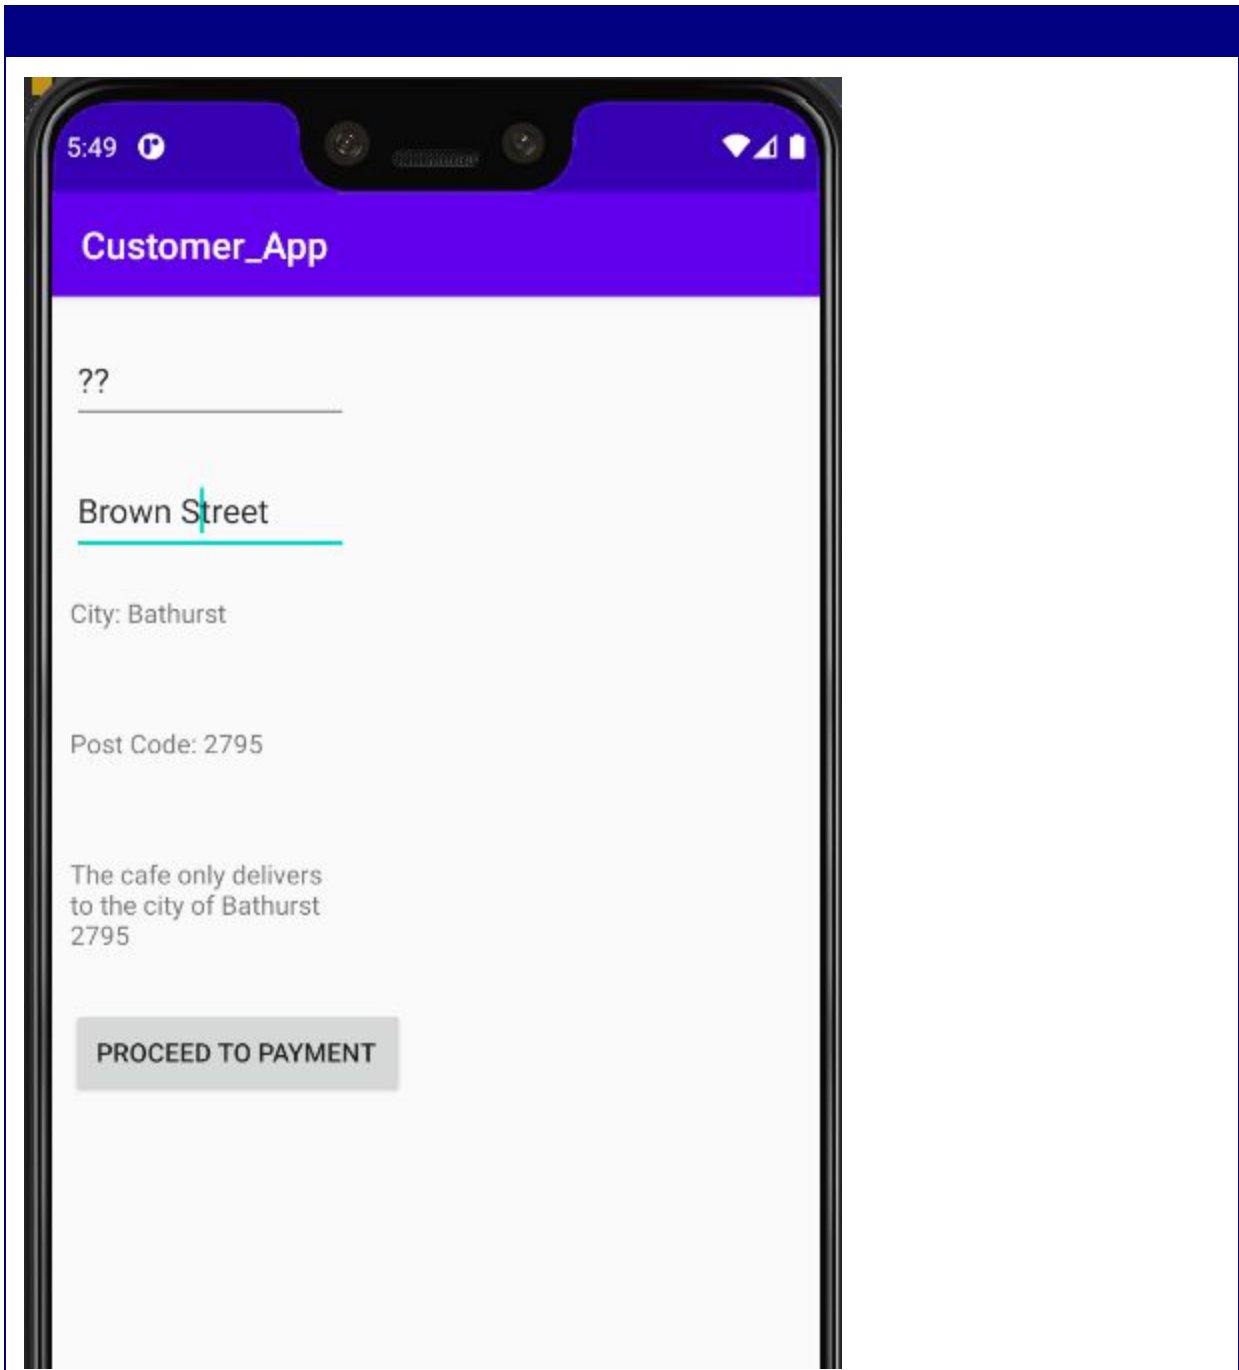 5:49
Customer_App
??
Brown Street
City: Bathurst
Post Code: 2795
The cafe only delivers
to the city of Bathurst
2795
PROCEED TO PAYMENT